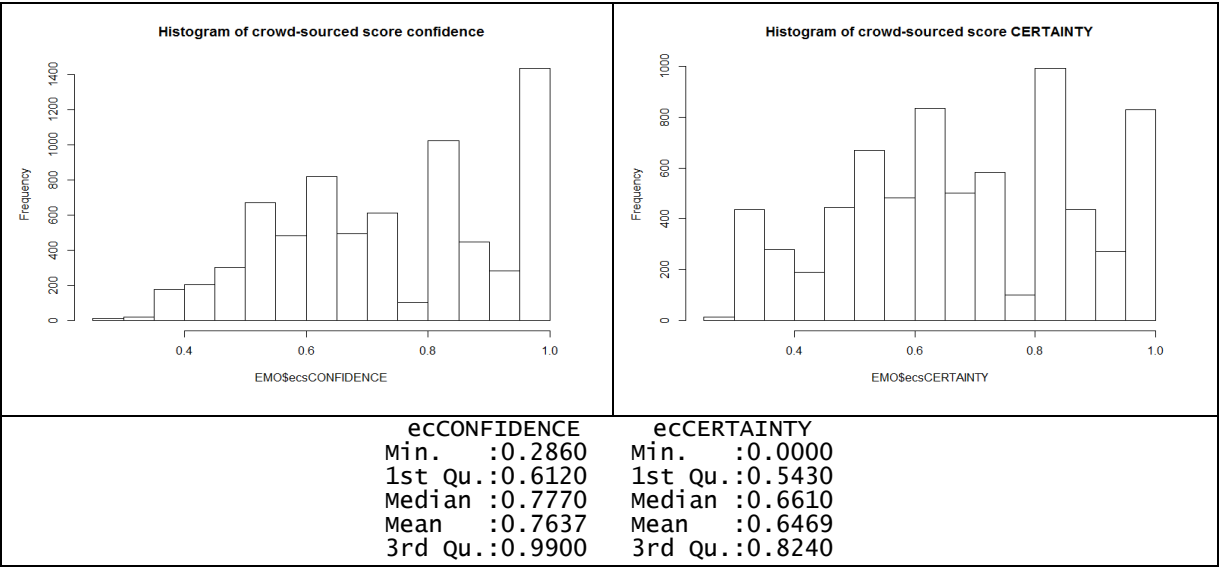 Histogram of crowd-sourced score confidence
Frequency
0
200
400
600
800
1000
1200
1400
0.4 0.6 0.8 1.0
EMO$ecsCONFIDENCE
Histogram of crowd-sourced score CERTAINTY
Frequency
0
200
400
600
800
1000
0.4 0.6 0.8 1.0
EMO$ecsCERTAINTY
ecCONFIDENCE ecCERTAINTY
Min. :0.2860 Min. :0.0000
1st Qu.:0.6120 1st Qu.:0.5430
Median :0.7770 Median :0.6610
Mean :0.7637 Mean :0.6469
3rd Qu.:0.9900 3rd Qu.:0.8240